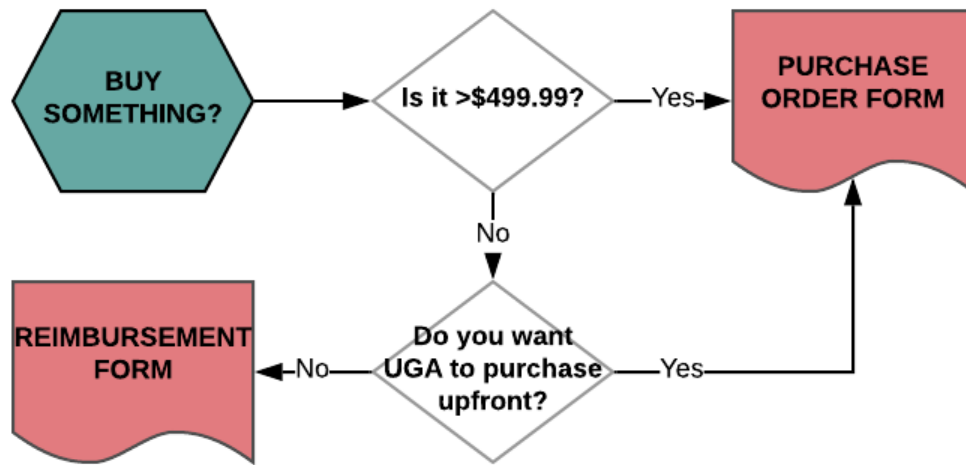 BUY
SOMETHING?
Is it >$499.99?
Yes
PURCHASE
ORDER FORM
No
REIMBURSEMENT
FORM
No
Do you want
UGA to purchase
upfront?
Yes